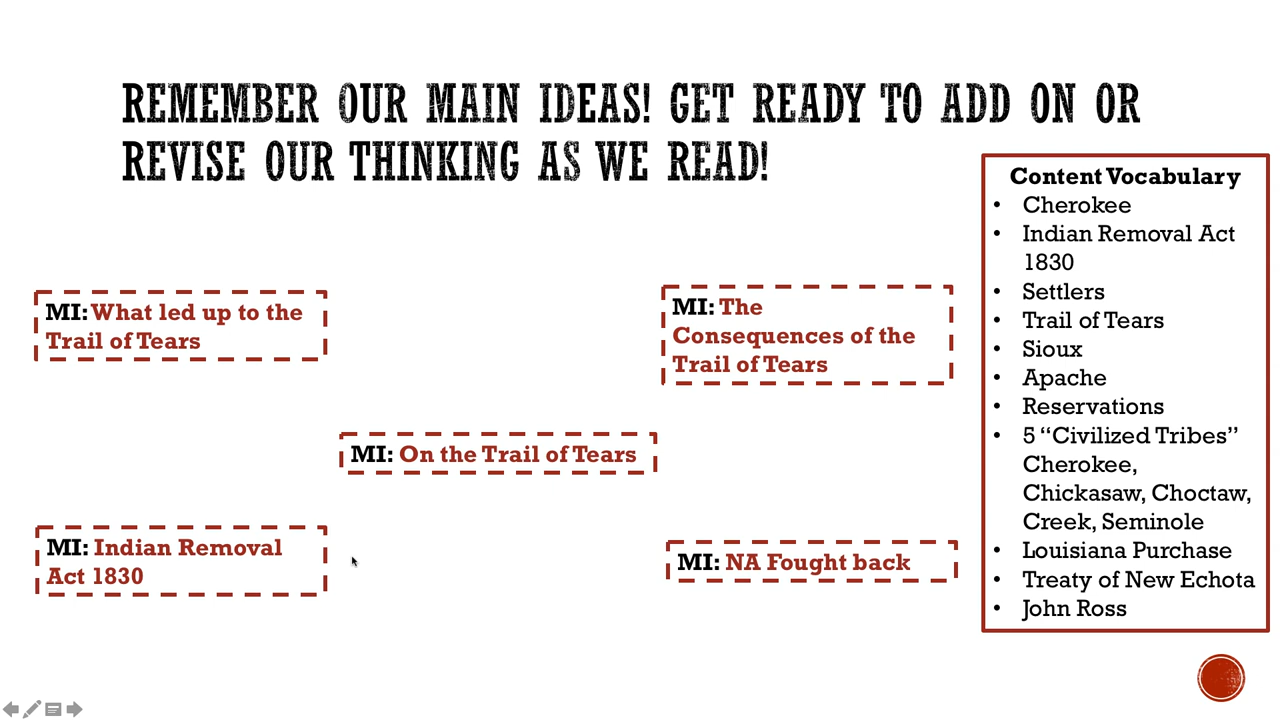 REMEMBER OUR MAIN IDEAS! GET READY TO ADD ON OR
REVISE OUR THINKING AS WE READ!
MI: What led up to the
Trail of Tears
MI: The
Consequences of the
Trail of Tears
MI: On the Trail of Tears
MI: Indian Removal
Act 1830
MI: NA Fought back
Content Vocabulary
• Cherokee
• Indian Removal Act
1830
• Settlers
• Trail of Tears
• Sioux
• Apache
• Reservations
• 5 “Civilized Tribes”
Cherokee,
Chickasaw, Choctaw,
Creek, Seminole
• Louisiana Purchase
• Treaty of New Echota
• John Ross